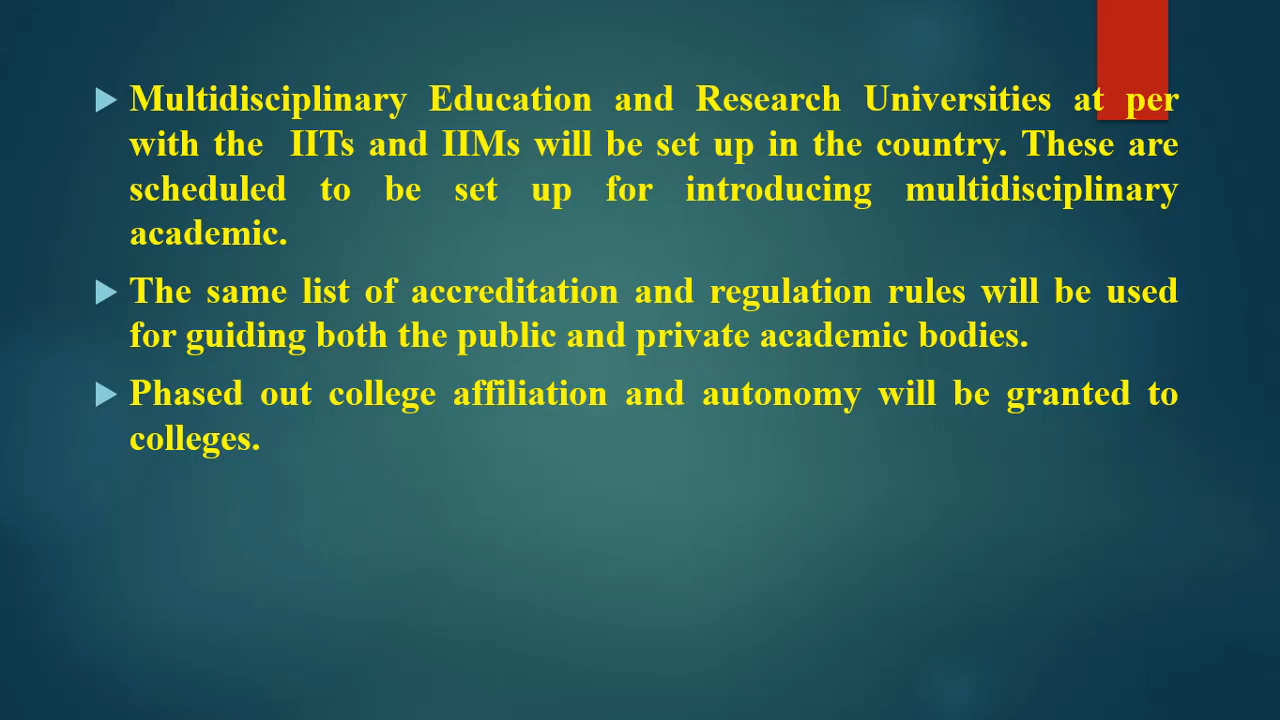 Multidisciplinary Education and Research Universities at per
with the IITs and IIMs will be set up in the country. These are
scheduled to be set up for introducing multidisciplinary
academic.
The same list of accreditation and regulation rules will be used
for guiding both the public and private academic bodies.
Phased out college affiliation and autonomy will be granted to
colleges.